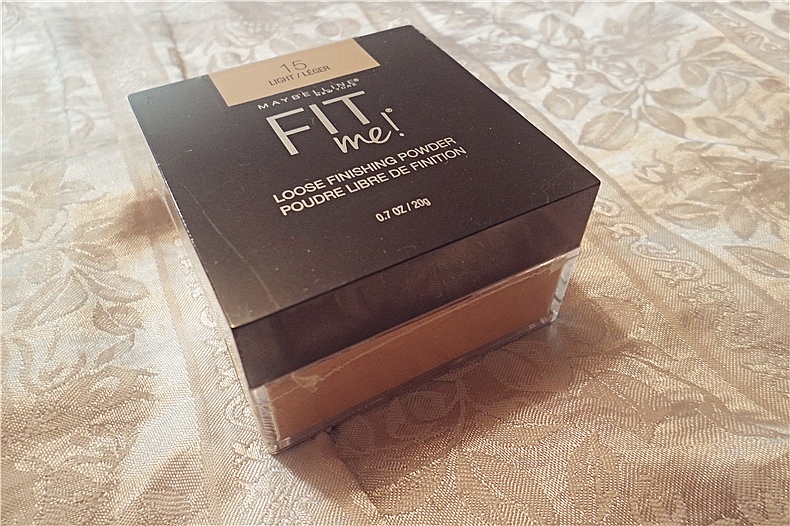 15
LIGHT / LÉGER
MAYBELLINE®
NEW YORK
FIT
me!®
LOOSE FINISHING POWDER
POUDRE LIBRE DE FINITION
0.7 OZ / 20g